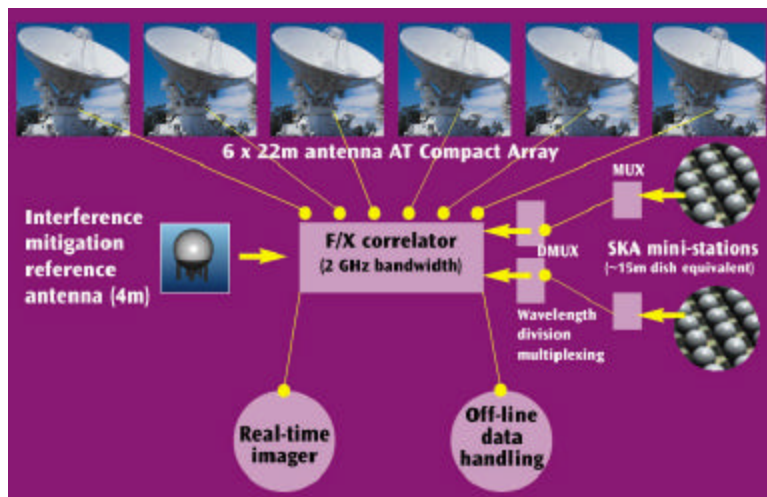 6 x 22m antenna AT Compact Array
MUX
Interference
mitigation
reference
antenna (4m)
F/X correlator
(2 GHz bandwidth)
DMUX
SKA mini-stations
(~15m dish equivalent)
Wavelength
division
multiplexing
Real-time
imager
Off-line
data
handling